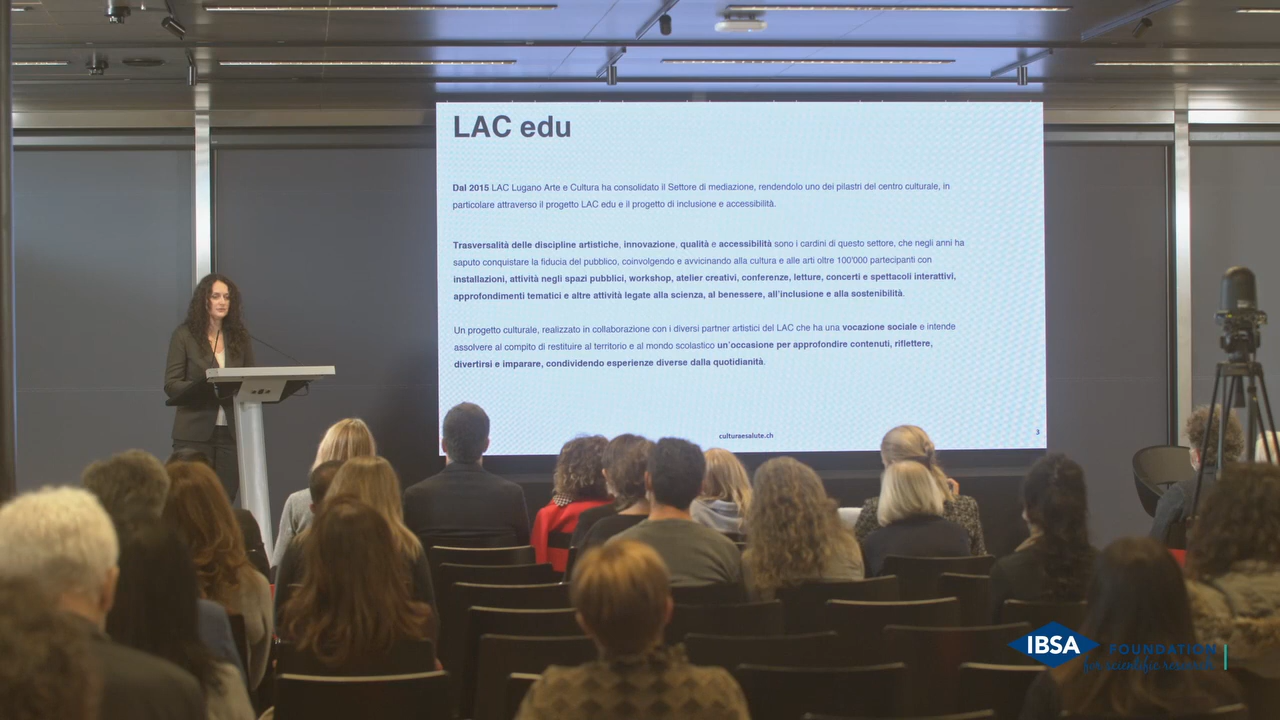 LAC edu
Dal 2015 LAC Lugano Arte e Cultura ha consolidato il Settore di mediazione, rendendolo uno dei pilastri del centro culturale, in
particolare attraverso il progetto LAC edu e il progetto di inclusione e accessibilità.
Trasversalità delle discipline artistiche, innovazione, qualità e accessibilità sono i cardini di questo settore, che negli anni ha
saputo conquistare la fiducia del pubblico, coinvolgendo e avvicinando alla cultura e alle arti oltre 100'000 partecipanti con
installazioni, attività negli spazi pubblici, workshop, atelier creativi, conferenze, letture, concerti e spettacoli interattivi,
approfondimenti tematici e altre attività legate alla scienza, al benessere, all'inclusione e alla sostenibilità.
Un progetto culturale, realizzato in collaborazione con i diversi partner artistici del LAC che ha una vocazione sociale e intende
assolvere al compito di restituire al territorio e al mondo scolastico un'occasione per approfondire contenuti, riflettere,
divertirsi e imparare, condividendo esperienze diverse dalla quotidianità.
culturaesalute.ch
3
IBSA FOUNDATION
for scientific research